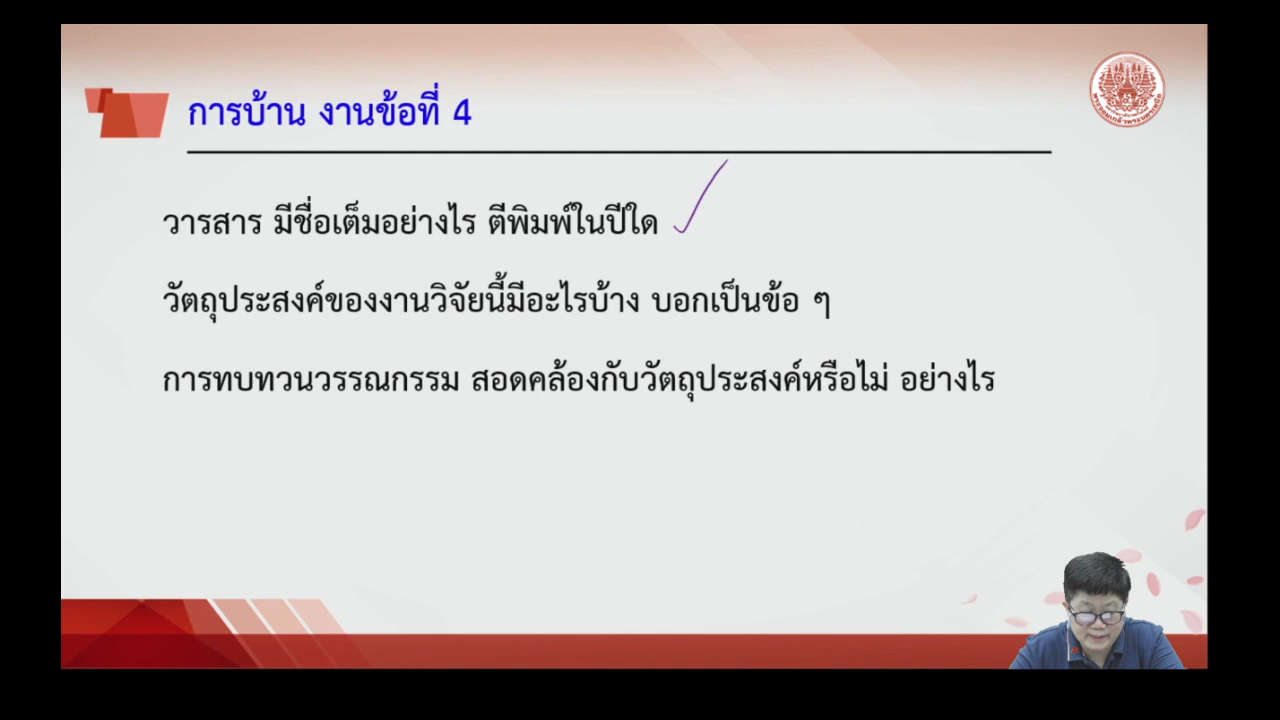 การบ้าน งานข้อที่ 4
วารสาร มีชื่อเต็มอย่างไร ตีพิมพ์ในปีใด
วัตถุประสงค์ของงานวิจัยนี้มีอะไรบ้าง บอกเป็นข้อ ๆ
การทบทวนวรรณกรรม สอดคล้องกับวัตถุประสงค์หรือไม่ อย่างไร